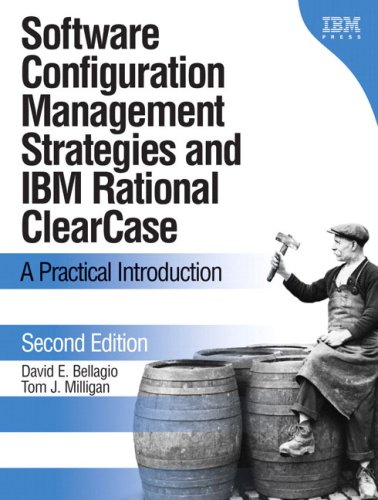 IBM
PRESS
Software
Configuration
Management
Strategies and
IBM Rational
ClearCase
A Practical Introduction
Second Edition
David E. Bellagio
Tom J. Milligan